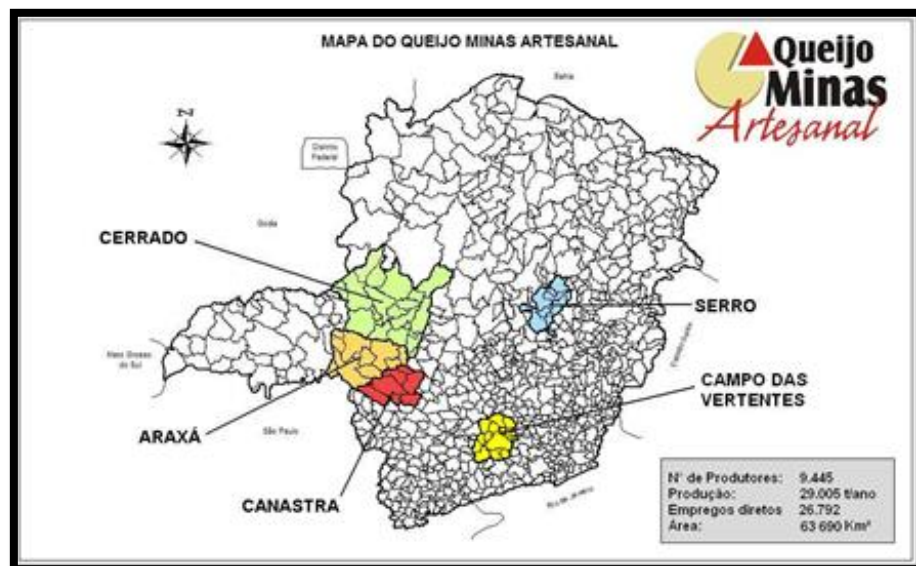 MAPA DO QUEIJO MINAS ARTESANAL
Queijo
Minas
Artesanal
Bahia
N
Distrito
Federal
Goiás
CERRADO
SERRO
Mato Grosso
do Sul
Espírito Santo
CAMPO DAS
VERTENTES
São Paulo
ARAXÁ
CANASTRA
Rio de Janeiro
N° de Produtores: 9.445
Produção: 29.005 t/ano
Empregos diretos 26.792
Área: 63 690 Km²